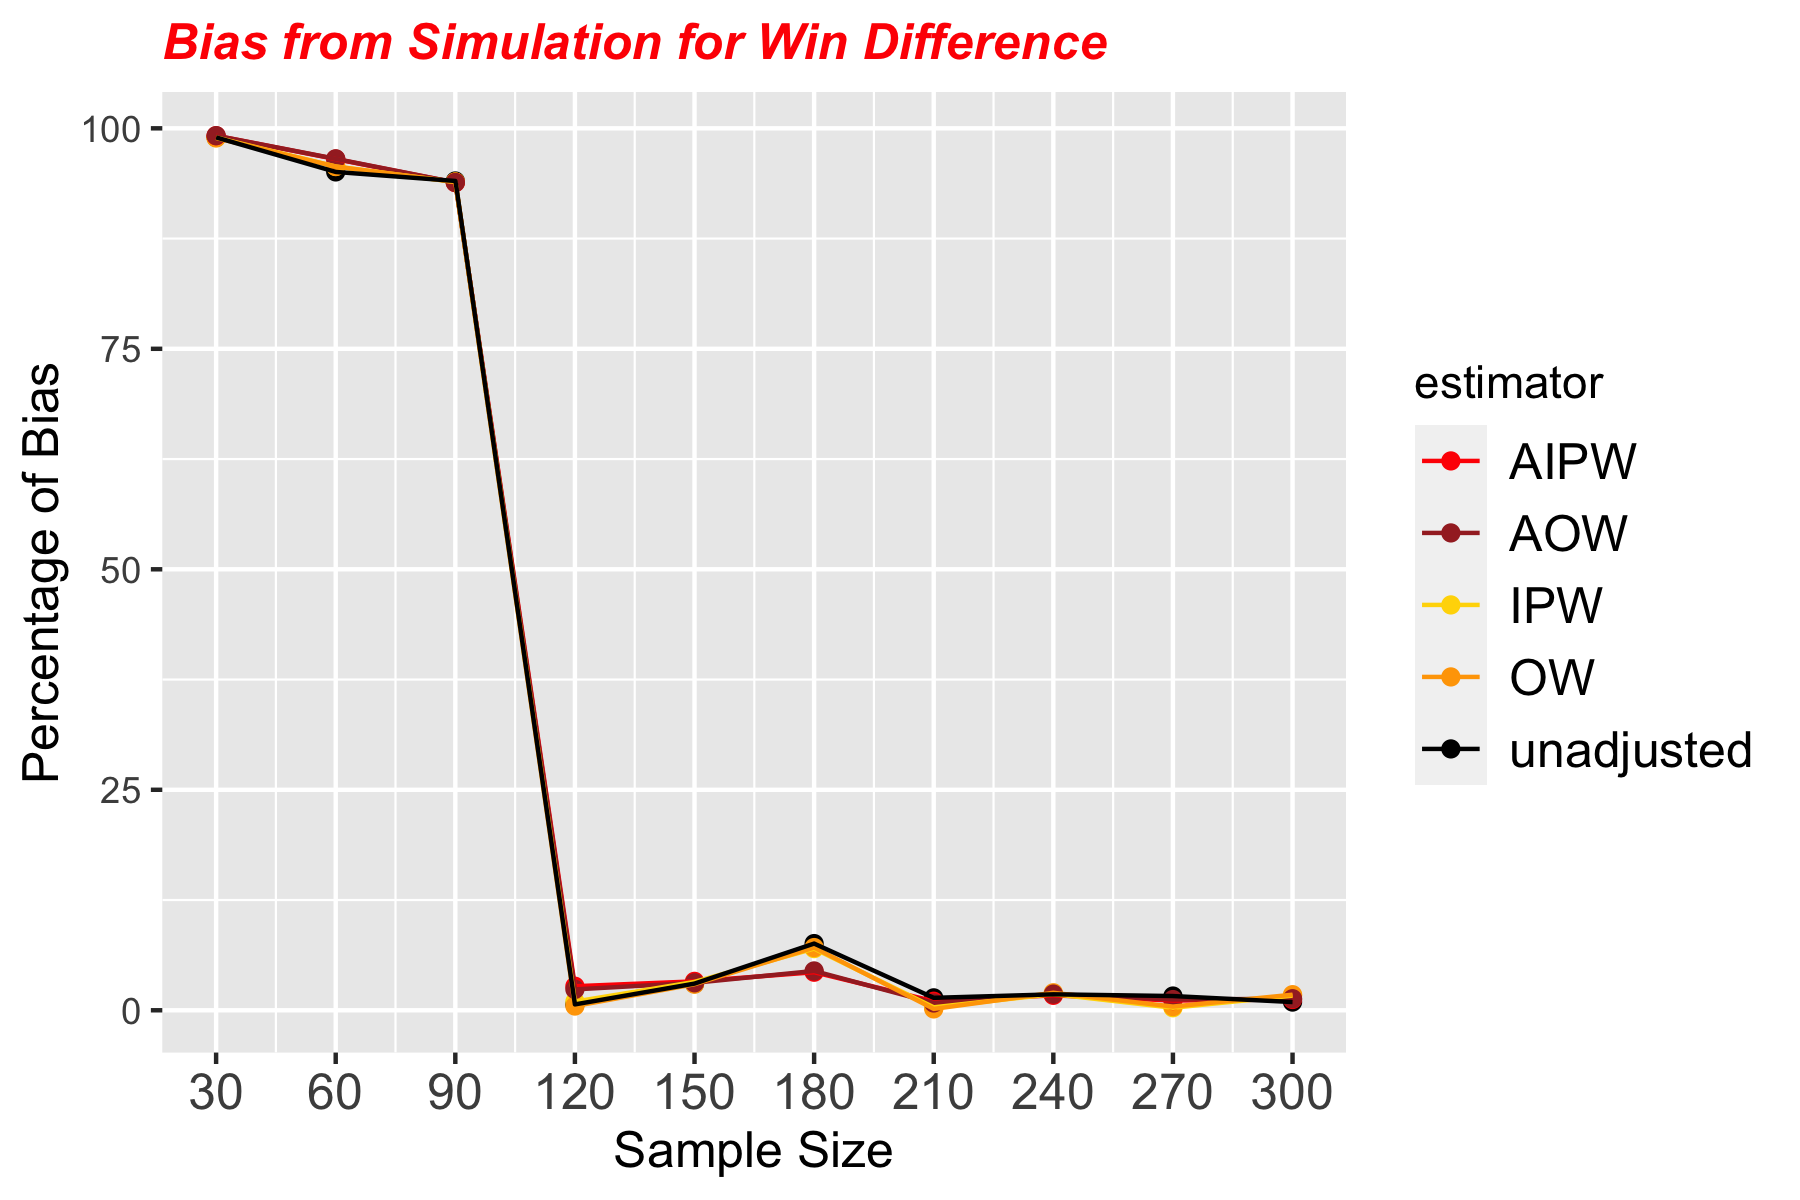 Bias from Simulation for Win Difference
Percentage of Bias
100
75
50
25
0
30 60 90 120 150 180 210 240 270 300
Sample Size
estimator
AIPW
AOW
IPW
OW
unadjusted